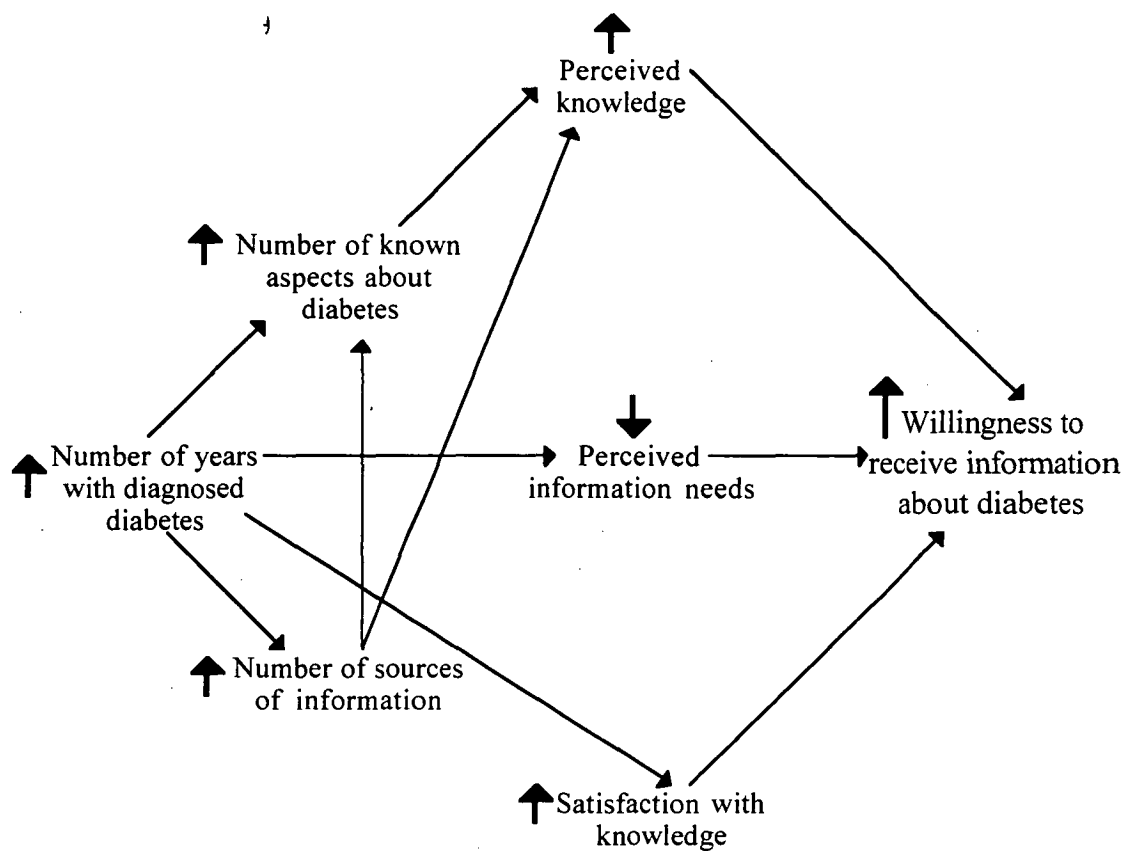 Perceived
knowledge
Number of known
aspects about
diabetes
Number of years
with diagnosed
diabetes
Perceived
information needs
Willingness to
receive information
about diabetes
Number of sources
of information
Satisfaction with
knowledge